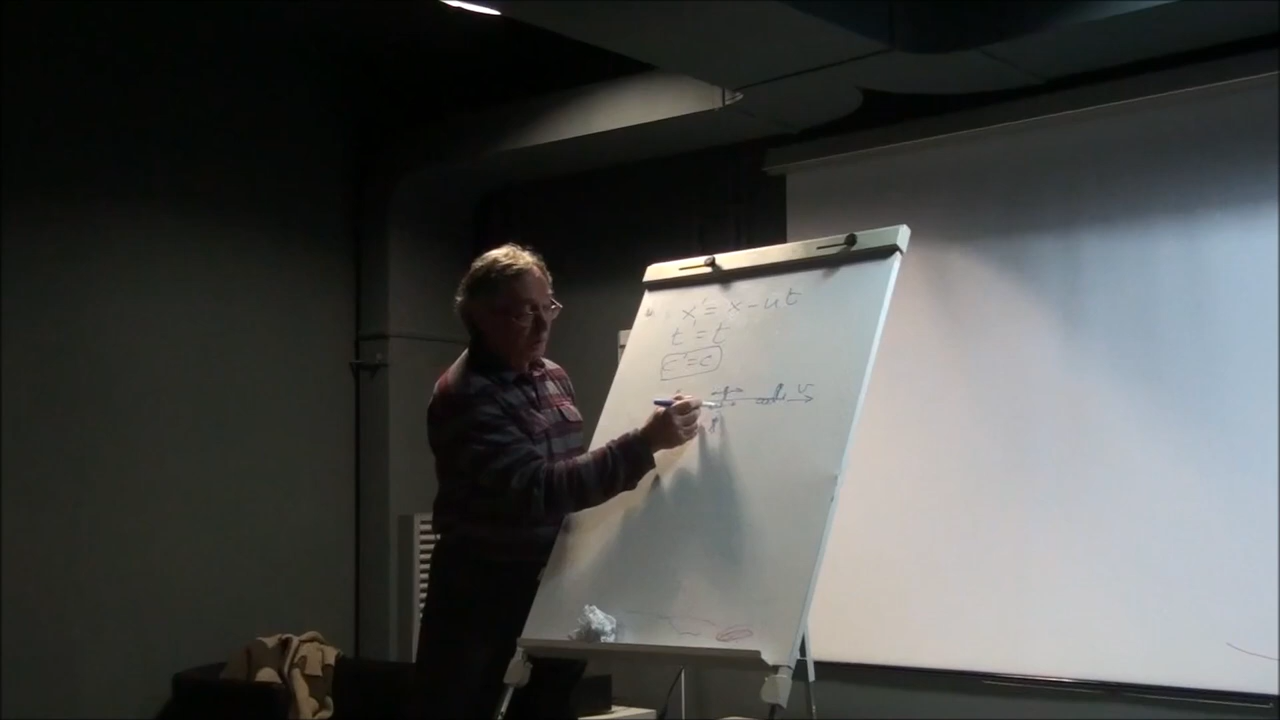 x' = x - ut
t' = t
c' = c
v